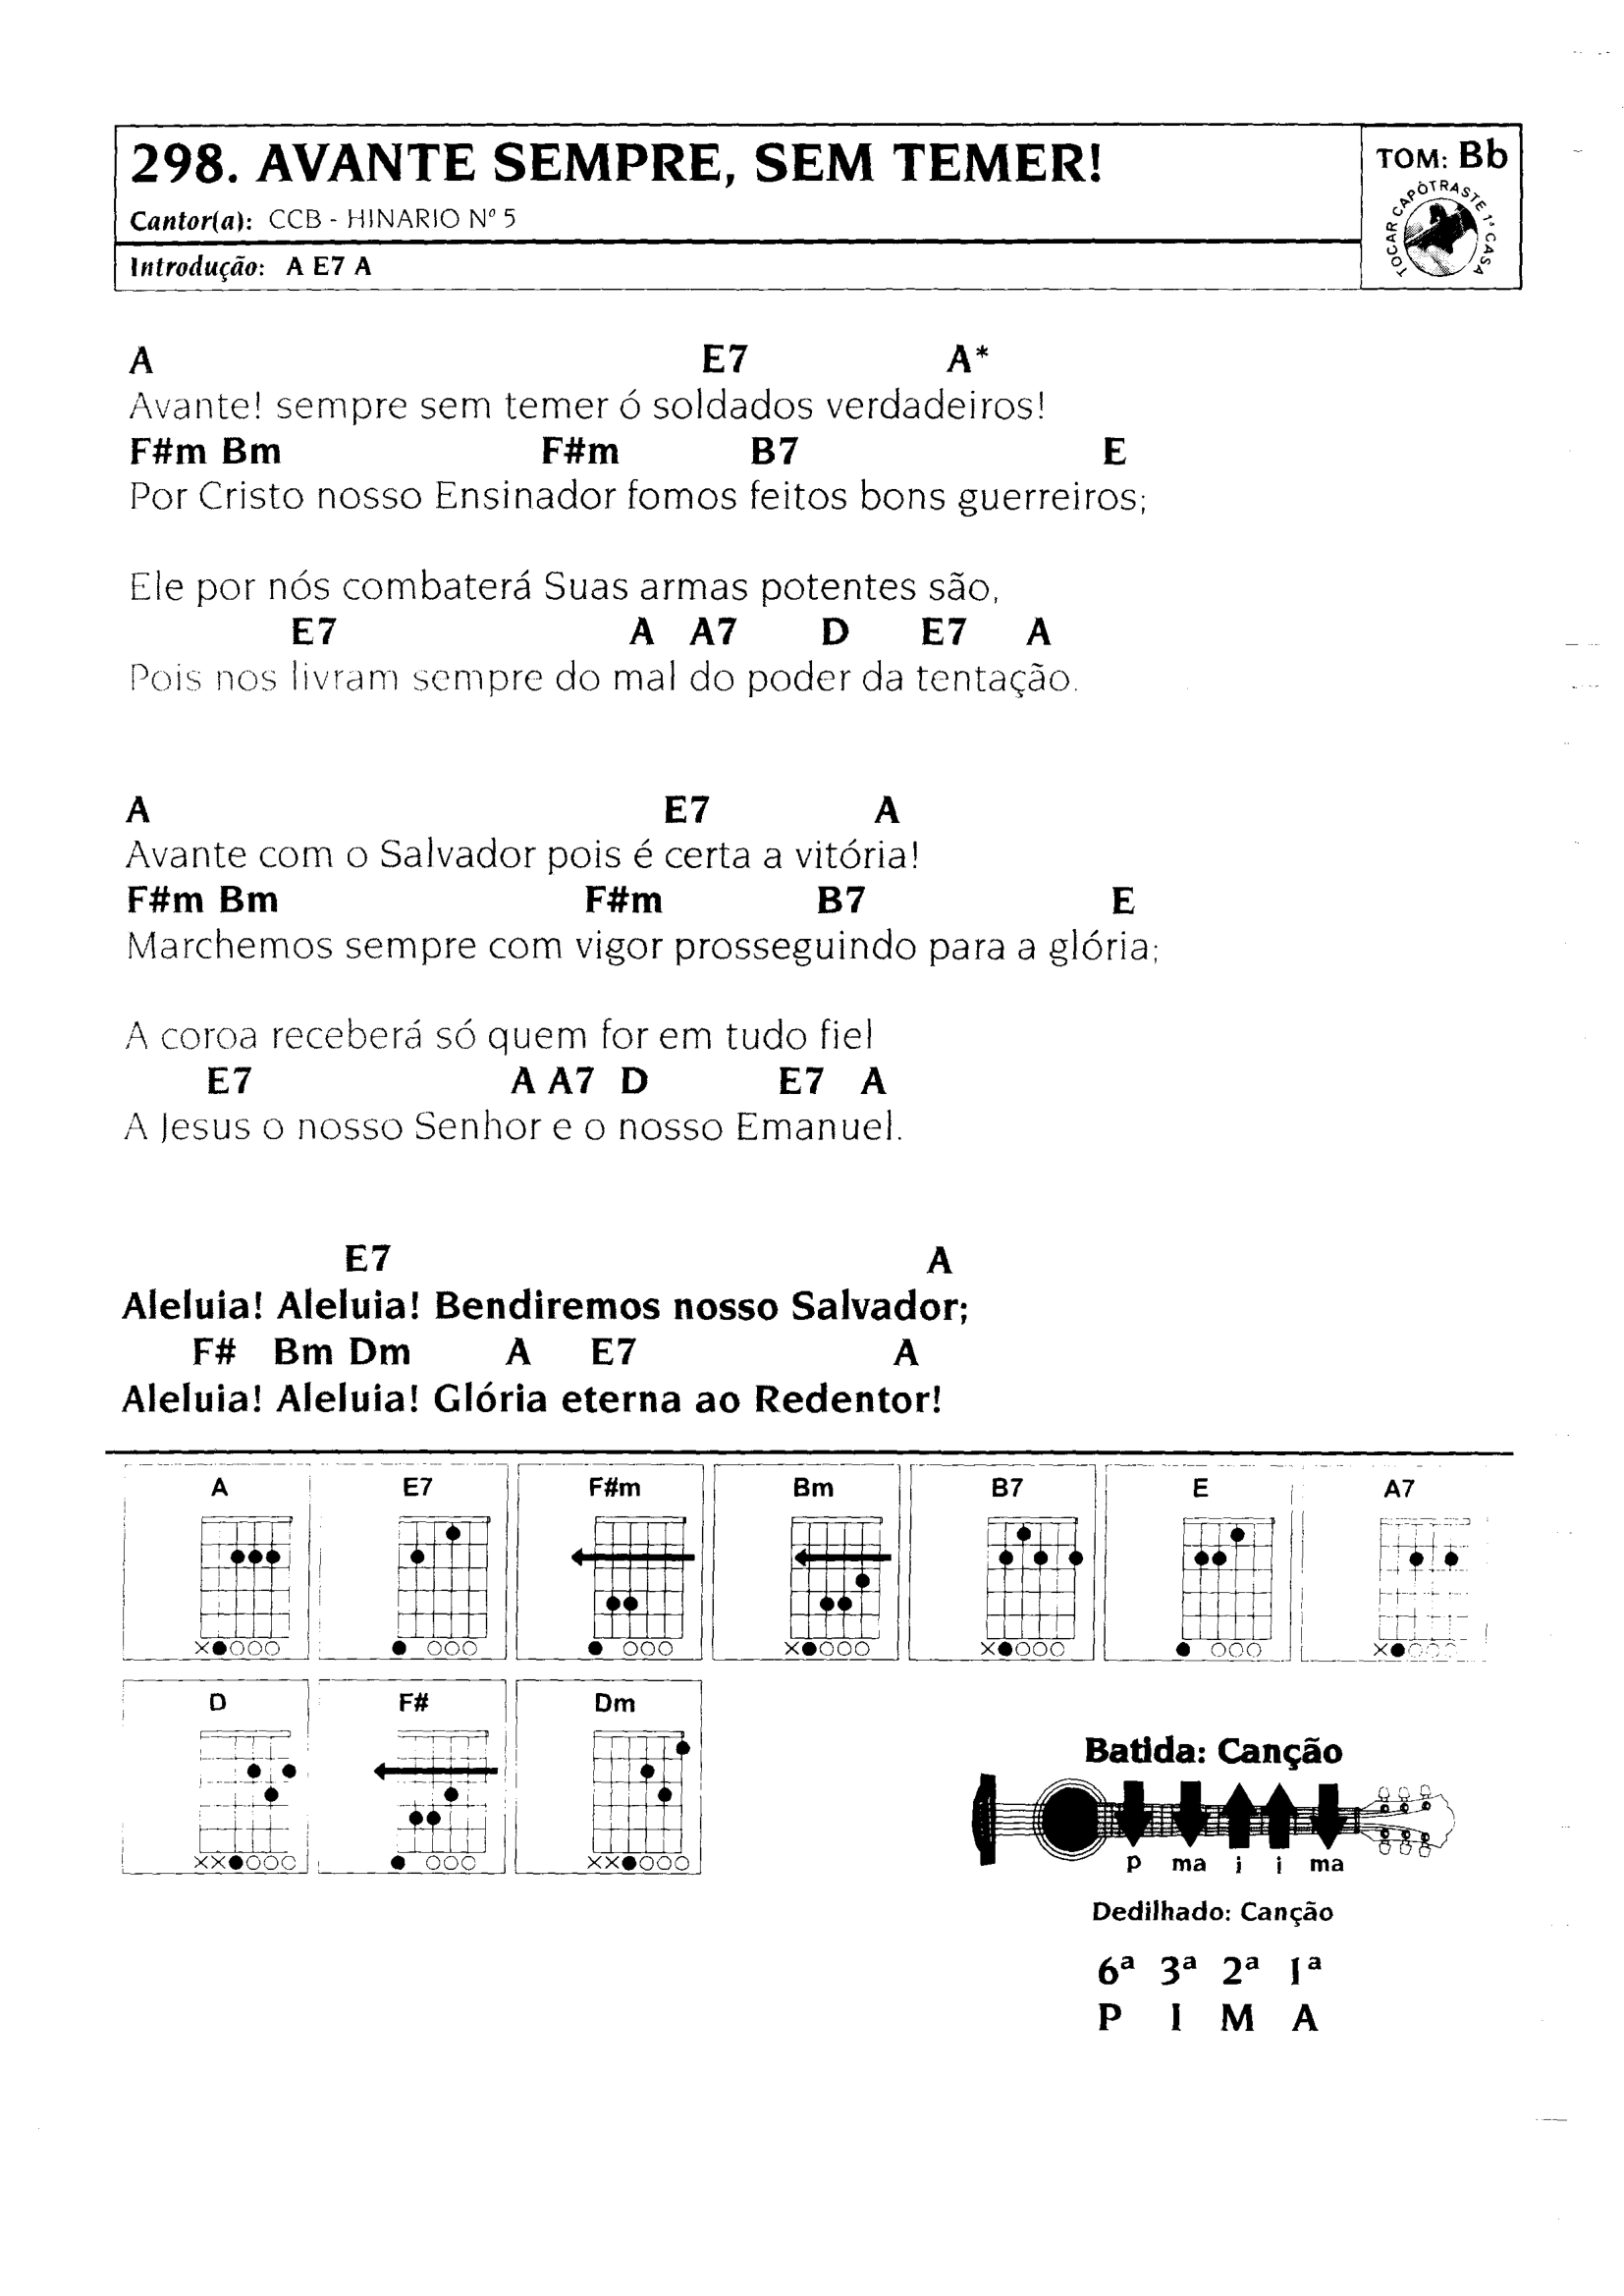 298. AVANTE SEMPRE, SEM TEMER!
Cantor(a): CCB - HINARIO Nº 5
Introdução: A E7 A
TOM: Bb
TOCAR CAPÔTRASTE 1ª CASA
A E7 A*
Avante! sempre sem temer ó soldados verdadeiros!
F#m Bm F#m B7 E
Por Cristo nosso Ensinador fomos feitos bons guerreiros;
Ele por nós combaterá Suas armas potentes são,
E7 A A7 D E7 A
Pois nos livram sempre do mal do poder da tentação.
A E7 A
Avante com o Salvador pois é certa a vitória!
F#m Bm F#m B7 E
Marchemos sempre com vigor prosseguindo para a glória;
A coroa receberá só quem for em tudo fiel
E7 A A7 D E7 A
A Jesus o nosso Senhor e o nosso Emanuel.
E7 A
Aleluia! Aleluia! Bendiremos nosso Salvador;
F# Bm Dm A E7 A
Aleluia! Aleluia! Glória eterna ao Redentor!
A E7 F#m Bm B7 E A7
D F# Dm
Batida: Canção
p ma i i ma
Dedilhado: Canção
6ª 3ª 2ª 1ª
P I M A